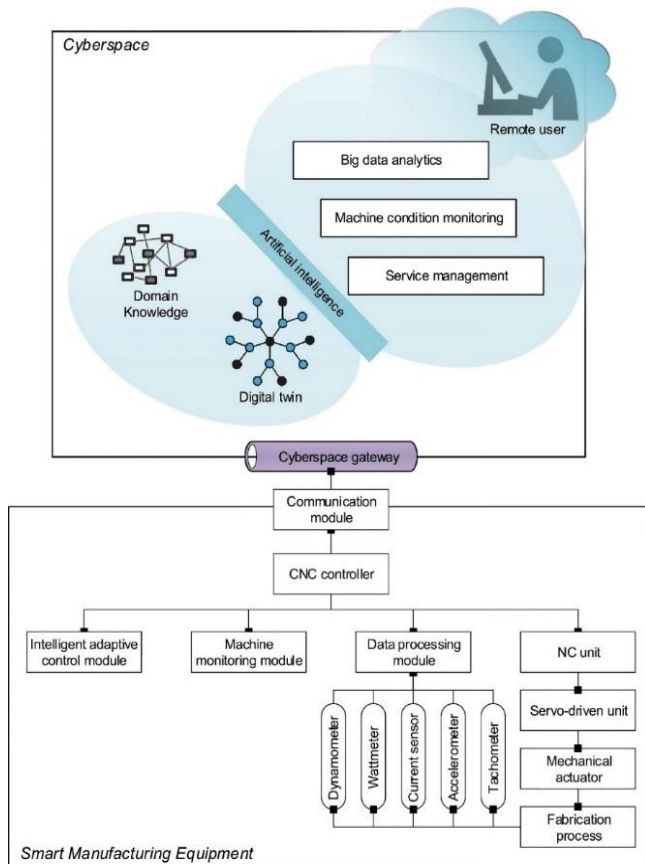 Cyberspace
Remote user
Big data analytics
Machine condition monitoring
Service management
Artificial intelligence
Domain
Knowledge
Digital twin
Cyberspace gateway
Communication
module
CNC controller
Intelligent adaptive
control module
Machine
monitoring module
Data processing
module
NC unit
Servo-driven unit
Mechanical
actuator
Fabrication
process
Dynamometer
Wattmeter
Current sensor
Accelerometer
Tachometer
Smart Manufacturing Equipment